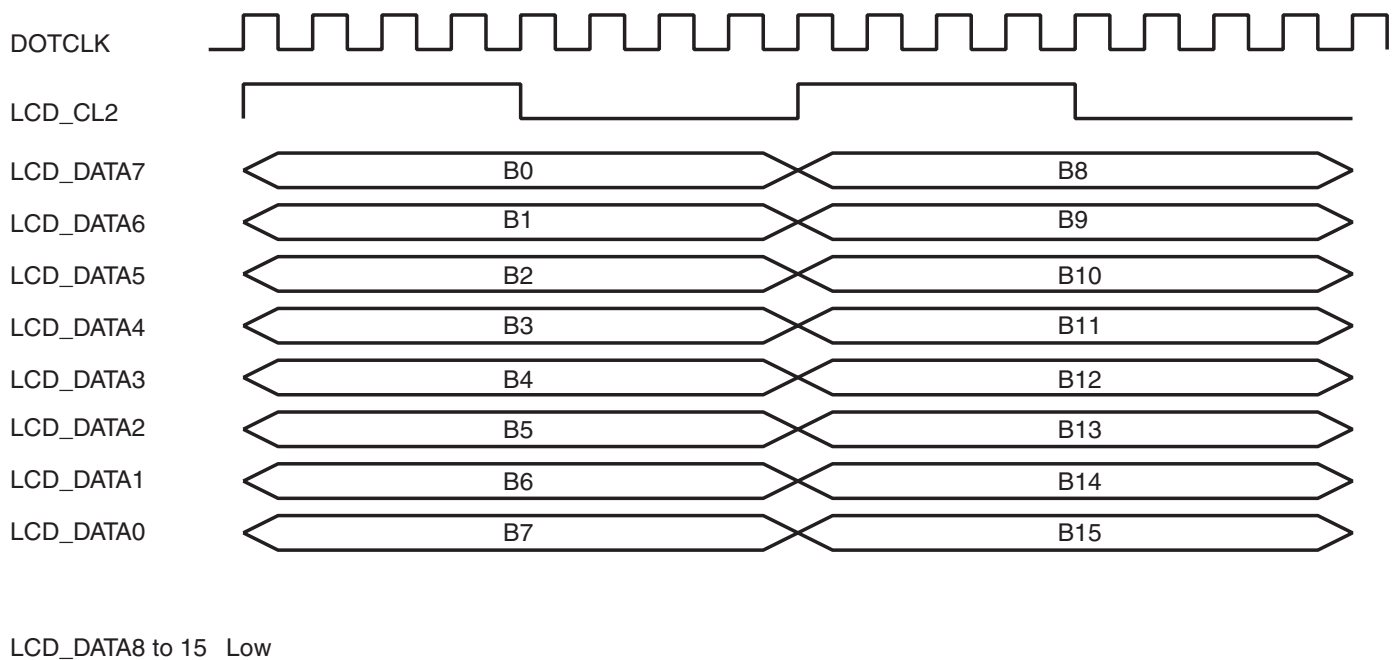 DOTCLK
LCD_CL2
LCD_DATA7 B0 B8
LCD_DATA6 B1 B9
LCD_DATA5 B2 B10
LCD_DATA4 B3 B11
LCD_DATA3 B4 B12
LCD_DATA2 B5 B13
LCD_DATA1 B6 B14
LCD_DATA0 B7 B15
LCD_DATA8 to 15 Low